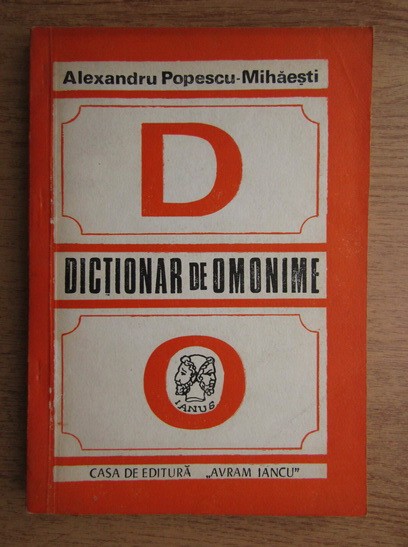 Alexandru Popescu-Mihăești
D
DICȚIONAR DE OMONIME
O
IANUS
CASA DE EDITURĂ „AVRAM IANCU”